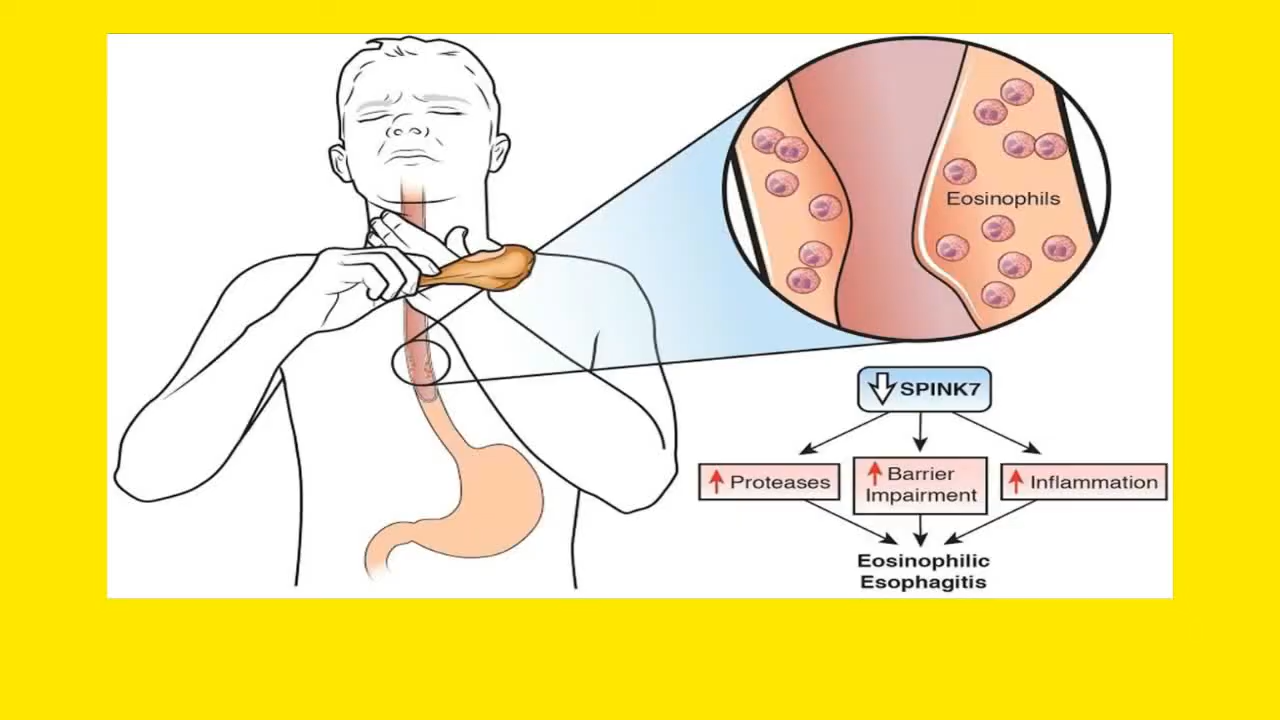 Eosinophils
SPINK7
Proteases
Barrier
Impairment
Inflammation
Eosinophilic
Esophagitis